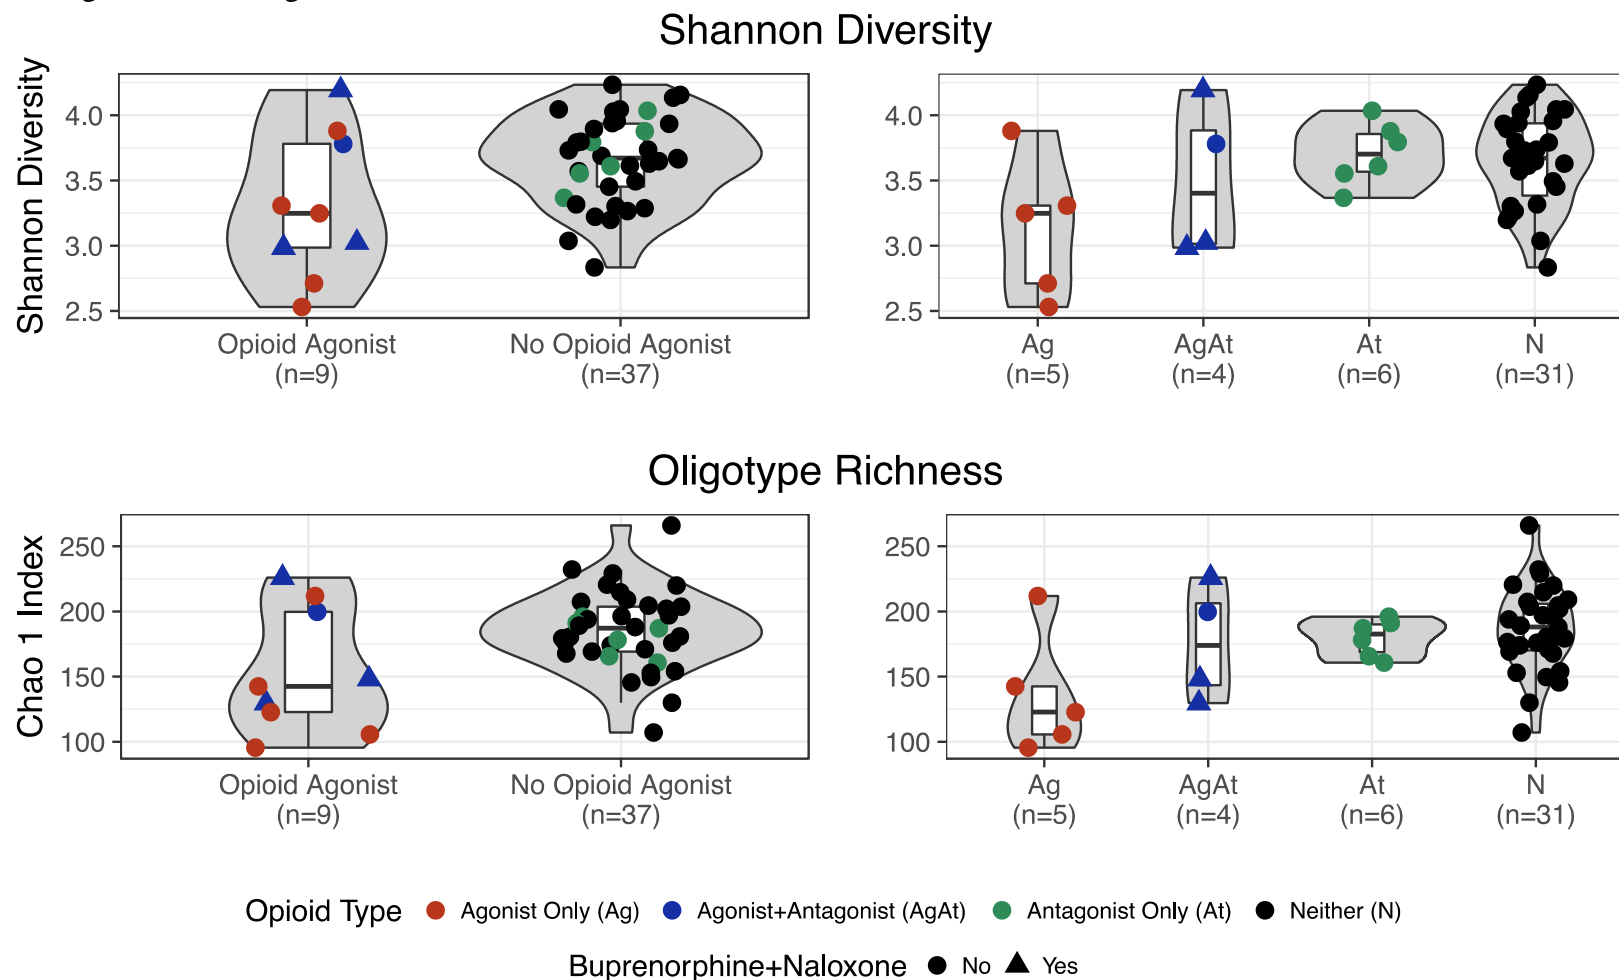 Shannon Diversity
Shannon Diversity
4.0
3.5
3.0
2.5
Opioid Agonist
(n=9)
No Opioid Agonist
(n=37)
4.0
3.5
3.0
2.5
Ag
(n=5)
AgAt
(n=4)
At
(n=6)
N
(n=31)
Oligotype Richness
Chao 1 Index
250
200
150
100
Opioid Agonist
(n=9)
No Opioid Agonist
(n=37)
250
200
150
100
Ag
(n=5)
AgAt
(n=4)
At
(n=6)
N
(n=31)
Opioid Type Agonist Only (Ag) Agonist+Antagonist (AgAt) Antagonist Only (At) Neither (N)
Buprenorphine+Naloxone No Yes